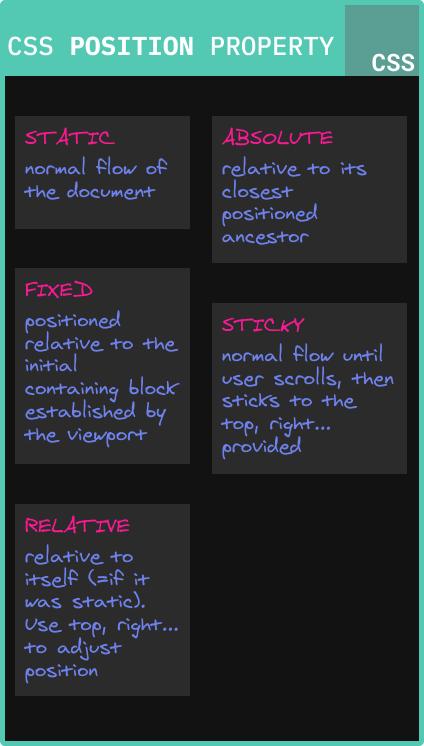 CSS POSITION PROPERTY
CSS
STATIC
normal flow of
the document
FIXED
positioned
relative to the
initial
containing block
established by
the viewport
RELATIVE
relative to
itself (=if it
was static).
Use top, right...
to adjust
position
ABSOLUTE
relative to its
closest
positioned
ancestor
STICKY
normal flow until
user scrolls, then
sticks to the
top, right...
provided